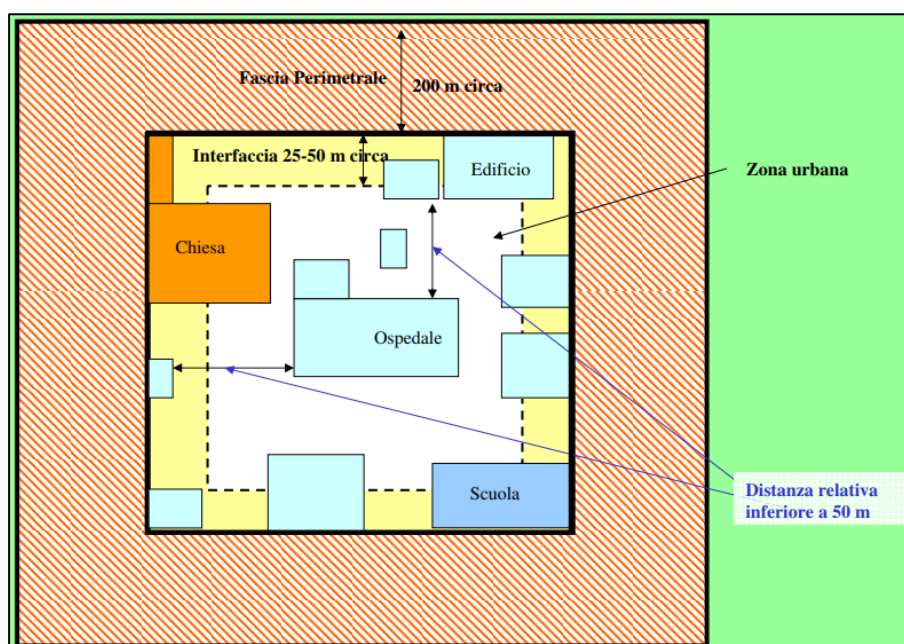 Fascia Perimetrale
200 m circa
Interfaccia 25-50 m circa
Edificio
Zona urbana
Chiesa
Ospedale
Scuola
Distanza relativa
inferiore a 50 m